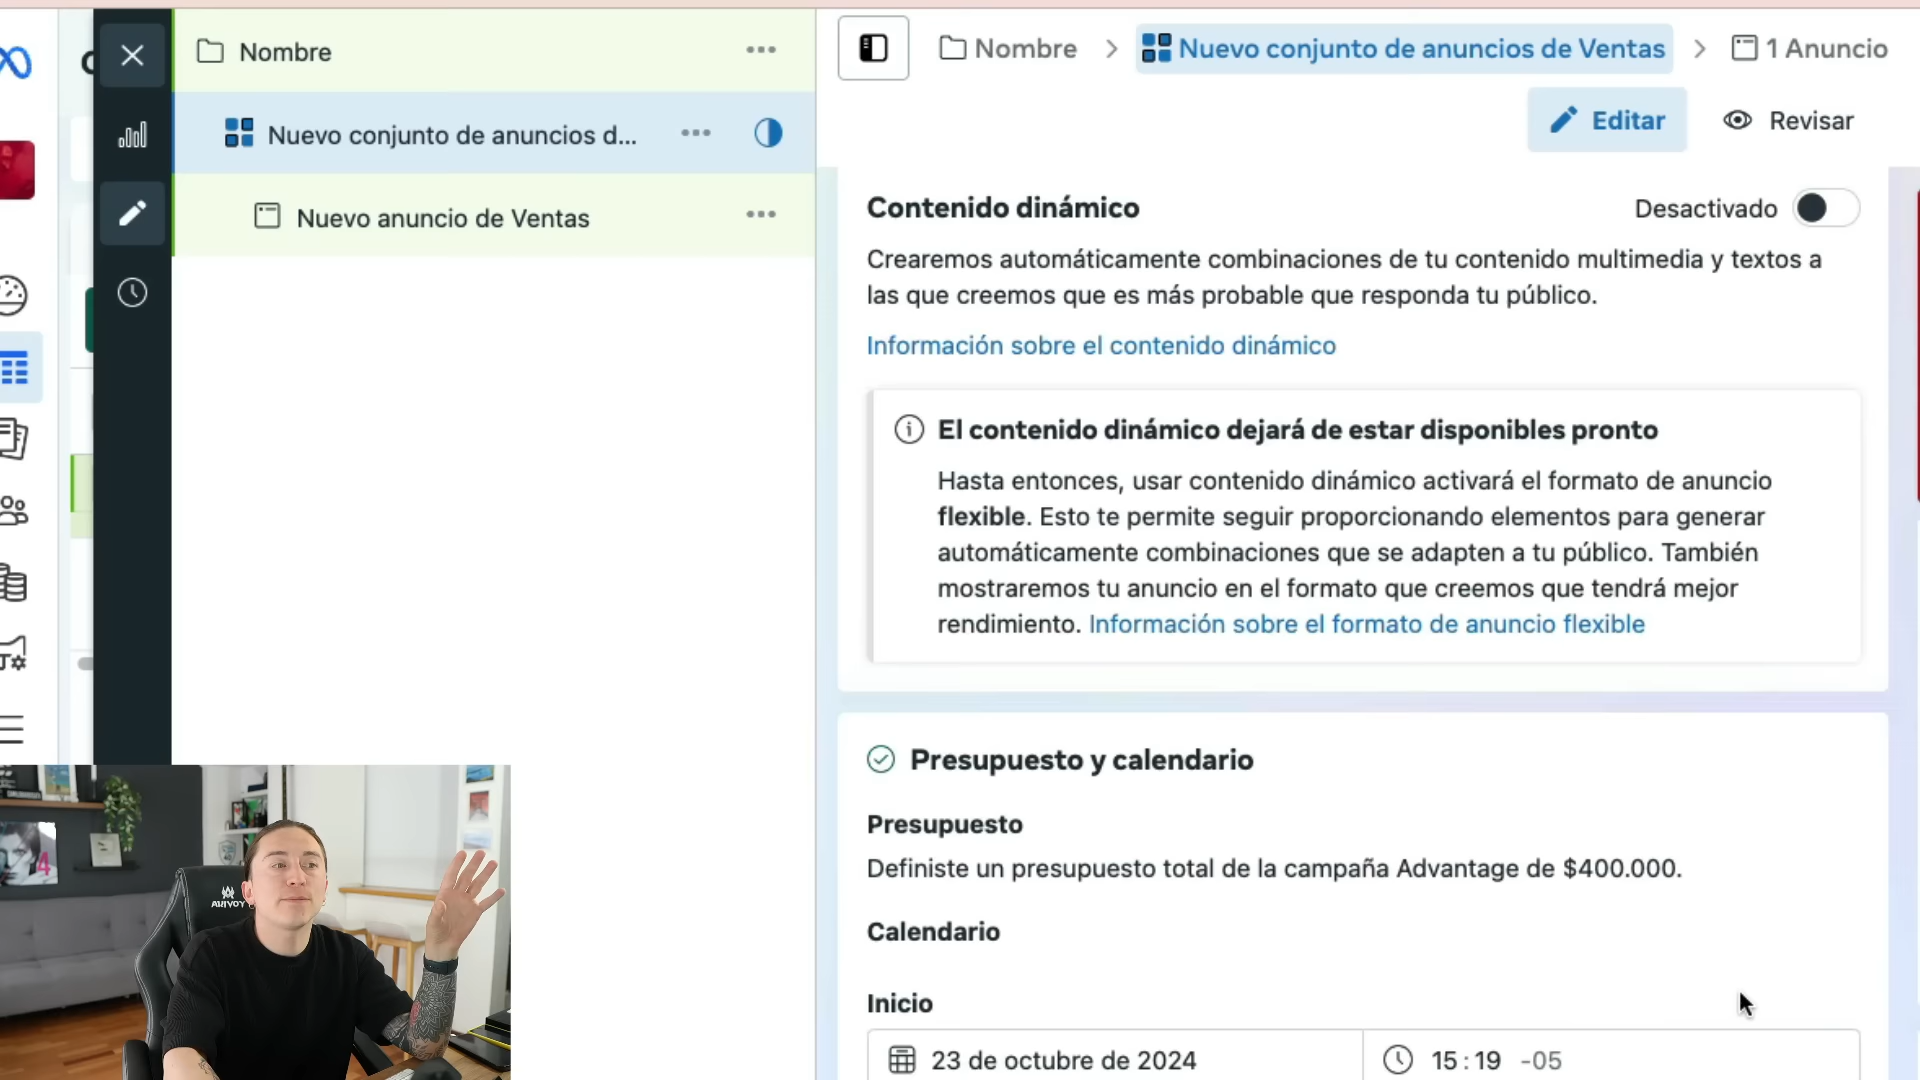 Nombre
Nuevo conjunto de anuncios d...
Nuevo anuncio de Ventas
Nombre > Nuevo conjunto de anuncios de Ventas > 1 Anuncio
Editar
Revisar
Contenido dinámico
Desactivado
Crearemos automáticamente combinaciones de tu contenido multimedia y textos a
las que creemos que es más probable que responda tu público.
Información sobre el contenido dinámico
El contenido dinámico dejará de estar disponibles pronto
Hasta entonces, usar contenido dinámico activará el formato de anuncio
flexible. Esto te permite seguir proporcionando elementos para generar
automáticamente combinaciones que se adapten a tu público. También
mostraremos tu anuncio en el formato que creemos que tendrá mejor
rendimiento. Información sobre el formato de anuncio flexible
Presupuesto y calendario
Presupuesto
Definiste un presupuesto total de la campaña Advantage de $400.000.
Calendario
Inicio
23 de octubre de 2024
15:19 -05